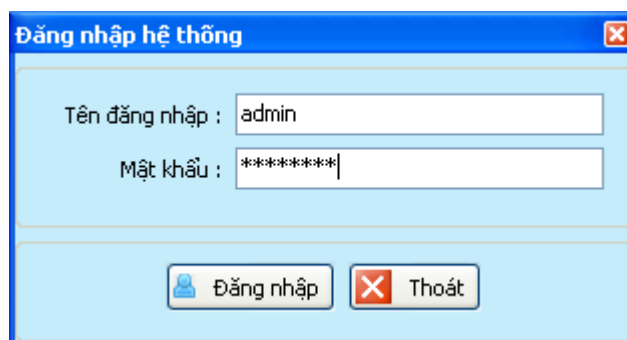 Đăng nhập hệ thống
Tên đăng nhập : admin
Mật khẩu : ********
Đăng nhập Thoát